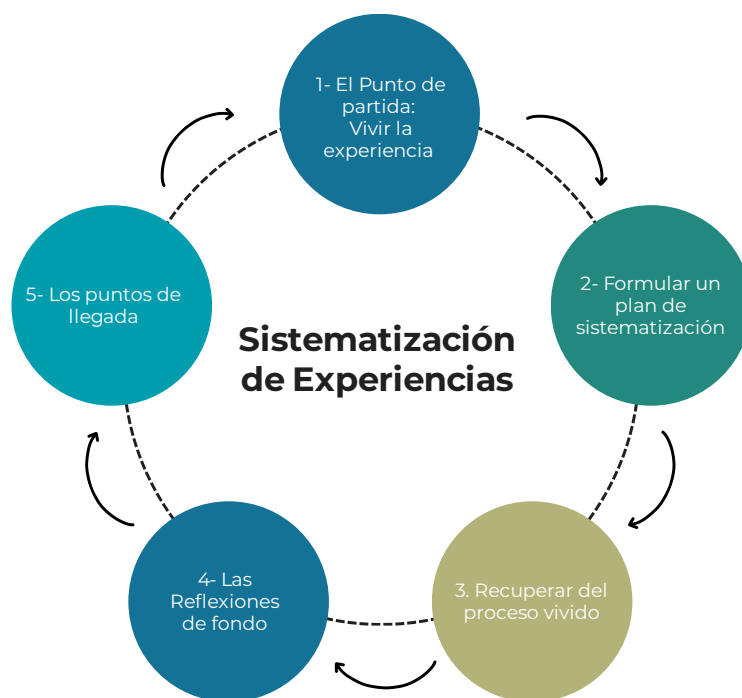 1- El Punto de
partida:
Vivir la
experiencia
2- Formular un
plan de
sistematización
3. Recuperar del
proceso vivido
4- Las
Reflexiones
de fondo
5- Los puntos de
llegada
Sistematización
de Experiencias